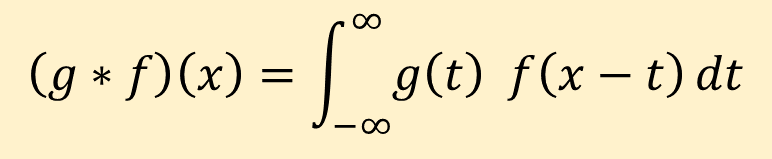 (g ∗ f)(x) = ∫_{−∞}^{∞} g(t) f(x − t) dt